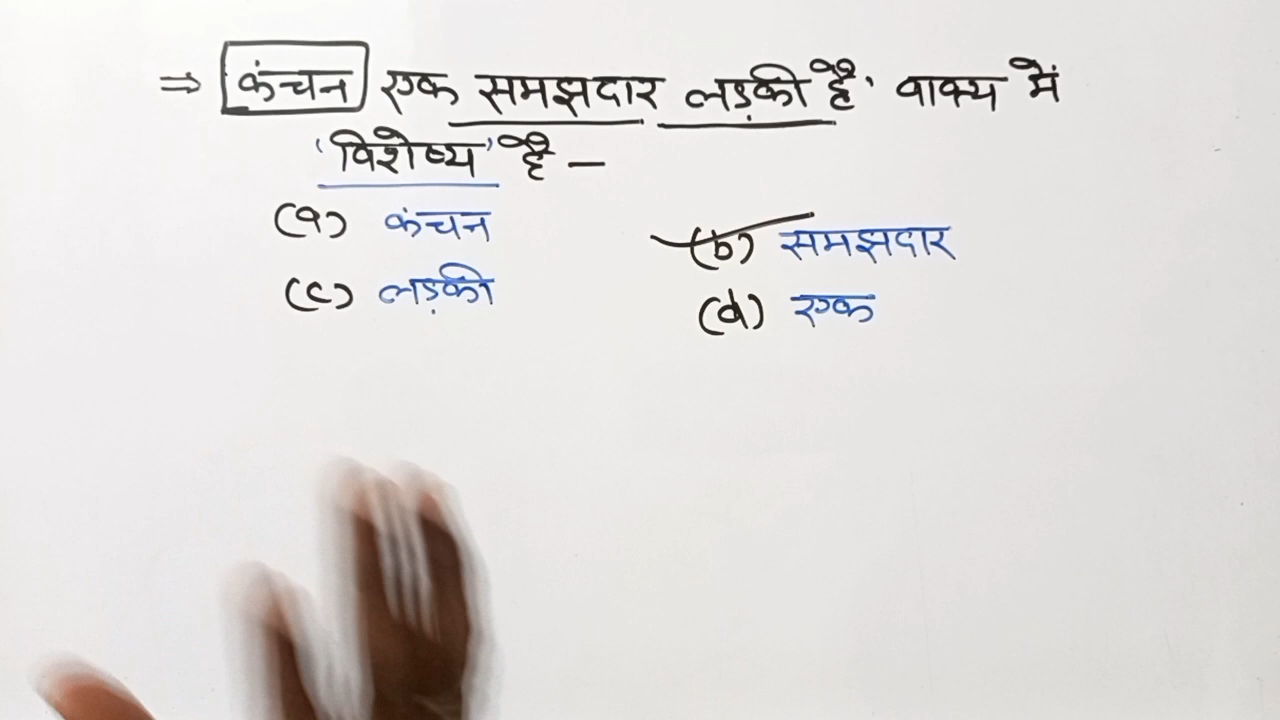 ⇒ कंचन एक समझदार लड़की है' वाक्य में
'विशेष्य' है —
(a) कंचन (b) समझदार
(c) लड़की (d) एक